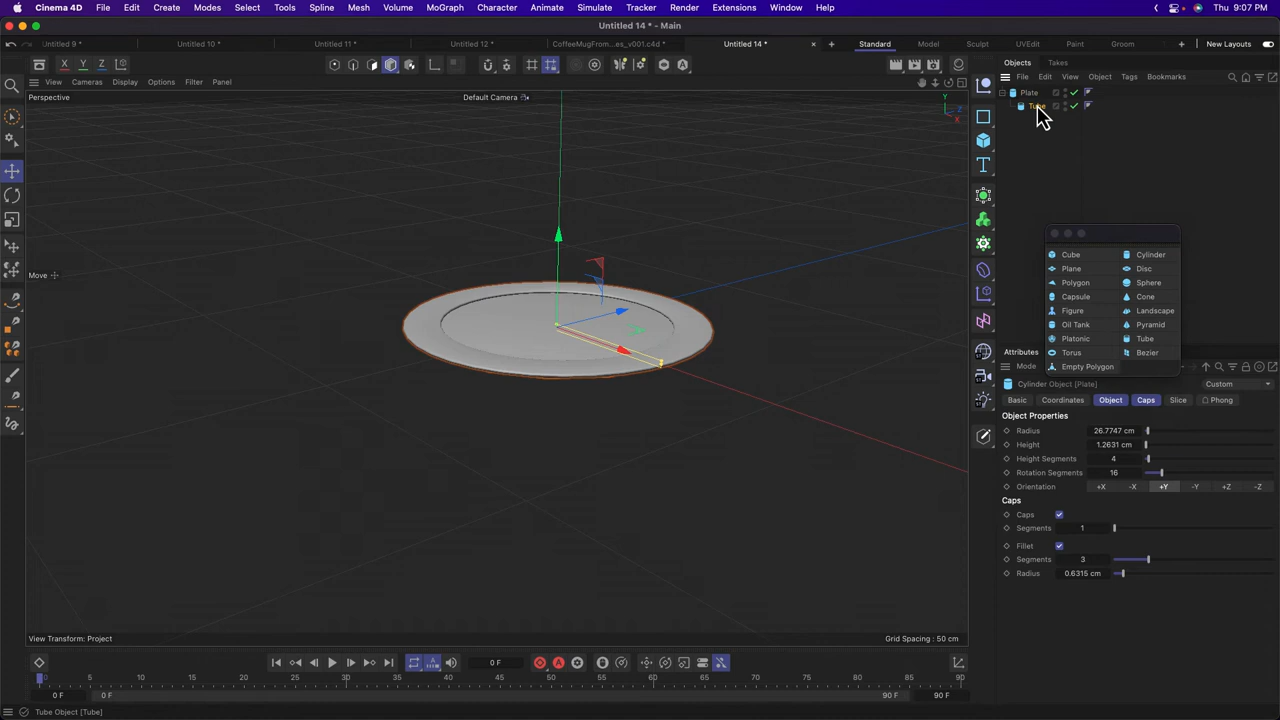 Cinema 4D File Edit Create Modes Select Tools Spline Mesh Volume MoGraph Character Animate Simulate Tracker Render Extensions Window Help Thu 9:07 PM
Untitled 14 * - Main
Untitled 9 * Untitled 10 * Untitled 11 * Untitled 12 * CoffeeMugFrom...es_v001.c4d * Untitled 14 * Standard Model Sculpt UVEdit Paint Groom New Layouts
X Y Z
View Cameras Display Options Filter Panel
Perspective
Default Camera
Y
X
Move
View Transform: Project
Grid Spacing : 50 cm
Objects Takes
File Edit View Object Tags Bookmarks
Plate
Tube
Cube Cylinder
Plane Disc
Polygon Sphere
Capsule Cone
Figure Landscape
Oil Tank Pyramid
Platonic Tube
Torus Bezier
Empty Polygon
Attributes
Mode
Cylinder Object [Plate] Custom
Basic Coordinates Object Caps Slice Phong
Object Properties
Radius 26.7747 cm
Height 1.2631 cm
Height Segments 4
Rotation Segments 16
Orientation +X -X +Y -Y +Z -Z
Caps
Caps
Segments 1
Fillet
Segments 3
Radius 0.6315 cm
0 F
0 5 10 15 20 25 30 35 40 45 50 55 60 65 70 75 80 85 90
0 F 0 F 90 F 90 F
Tube Object [Tube]